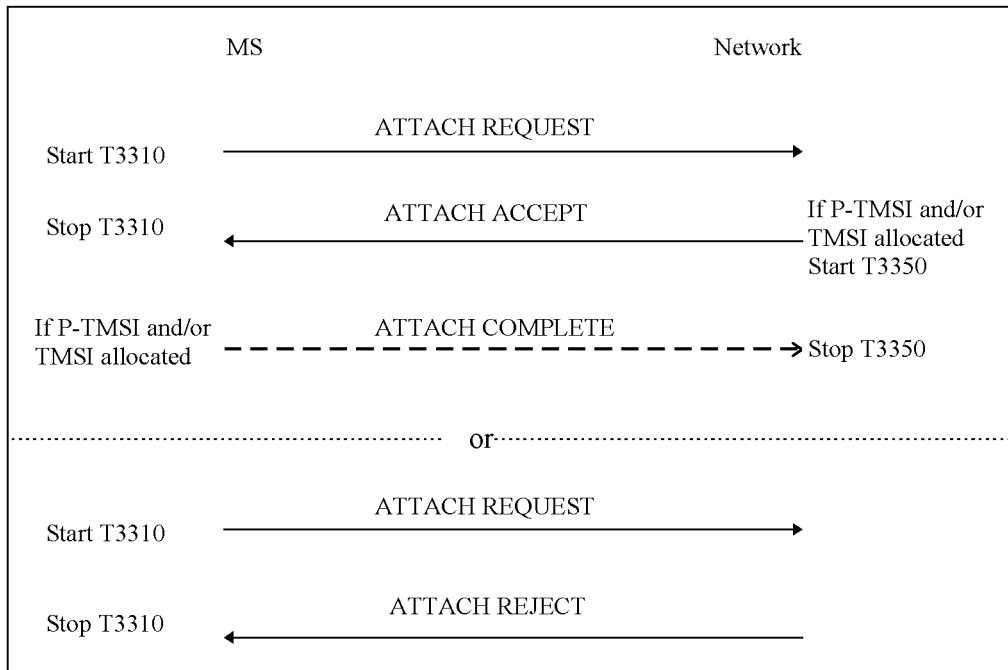 MS
Network
ATTACH REQUEST
Start T3310
ATTACH ACCEPT
Stop T3310
If P-TMSI and/or
TMSI allocated
Start T3350
If P-TMSI and/or
TMSI allocated
ATTACH COMPLETE
Stop T3350
or
ATTACH REQUEST
Start T3310
ATTACH REJECT
Stop T3310